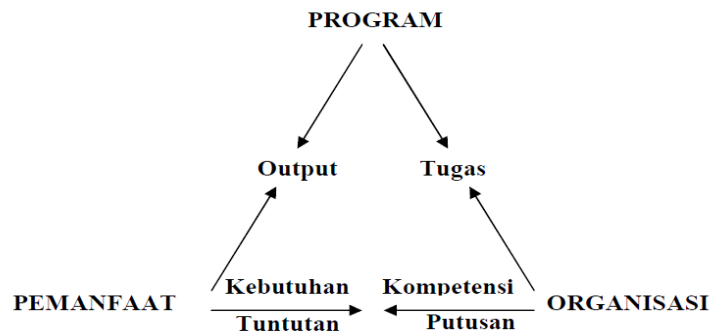 PROGRAM
Output Tugas
Kebutuhan Kompetensi
PEMANFAAT ORGANISASI
Tuntutan Putusan